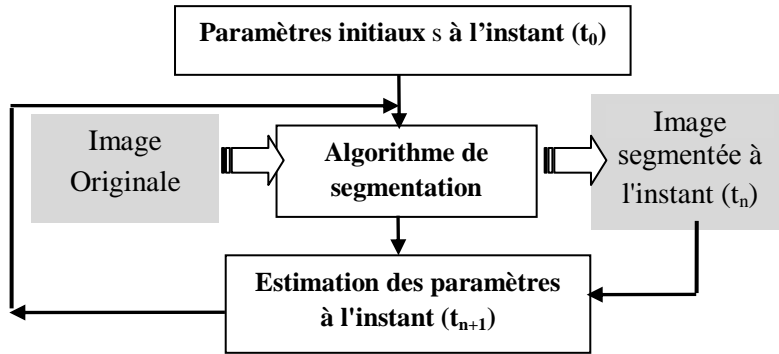 Paramètres initiaux s à l'instant (t₀)
Image
Originale
Algorithme de
segmentation
Image
segmentée à
l'instant (tₙ)
Estimation des paramètres
à l'instant (tₙ₊₁)